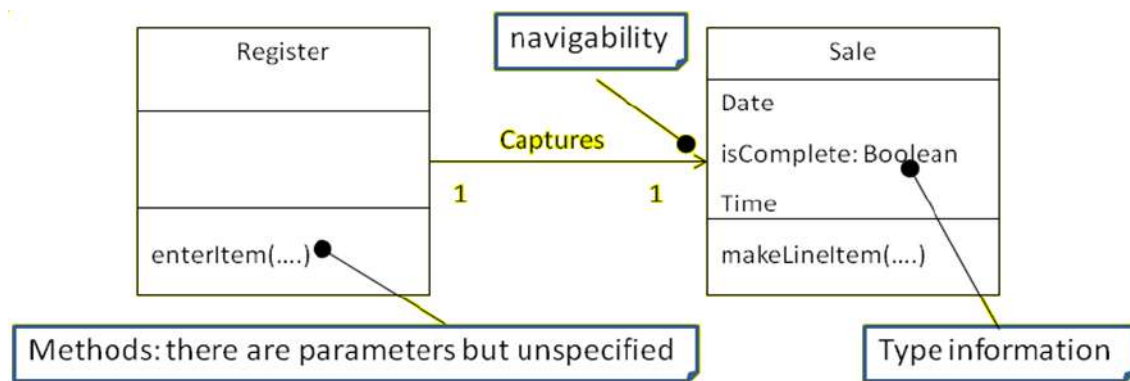 navigability
Register
Sale
Date
Captures
isComplete: Boolean
1
1
Time
enterItem(....)
makeLineItem(....)
Methods: there are parameters but unspecified
Type information